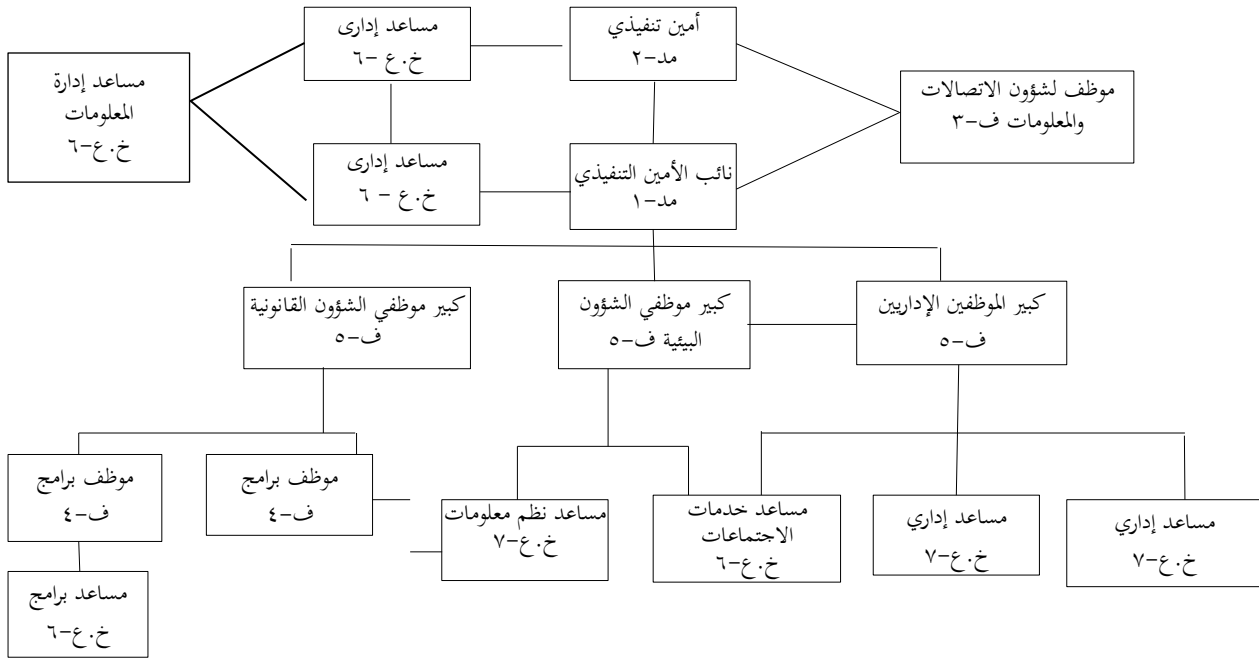 أمين تنفيذي
مد-٢
مساعد إدارى
خ.ع -٦
مساعد إدارة
المعلومات
خ.ع-٦
موظف لشؤون الاتصالات
والمعلومات ف-٣
نائب الأمين التنفيذي
مد-١
مساعد إدارى
خ.ع - ٦
كبير الموظفين الإداريين
ف-٥
كبير موظفي الشؤون
البيئية ف-٥
كبير موظفي الشؤون القانونية
ف-٥
مساعد إداري
خ.ع-٧
مساعد إداري
خ.ع-٧
مساعد خدمات
الاجتماعات
خ.ع-٦
مساعد نظم معلومات
خ.ع-٧
موظف برامج
ف-٤
موظف برامج
ف-٤
مساعد برامج
خ.ع-٦